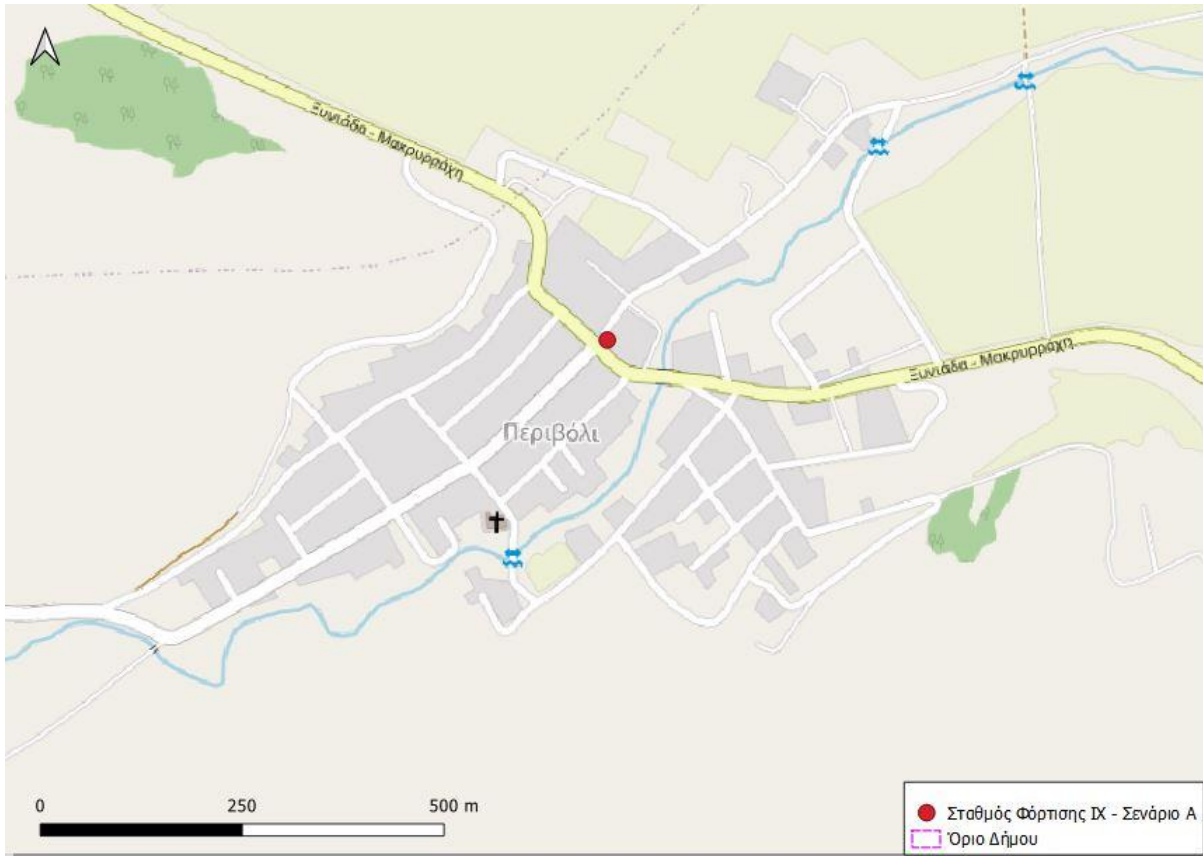 Ξυνιάδα - Μακρυρράχη
Ξυνιάδα - Μακρυρράχη
Περιβόλι
0 250 500 m
Σταθμός Φόρτισης ΙΧ - Σενάριο Α
Όριο Δήμου